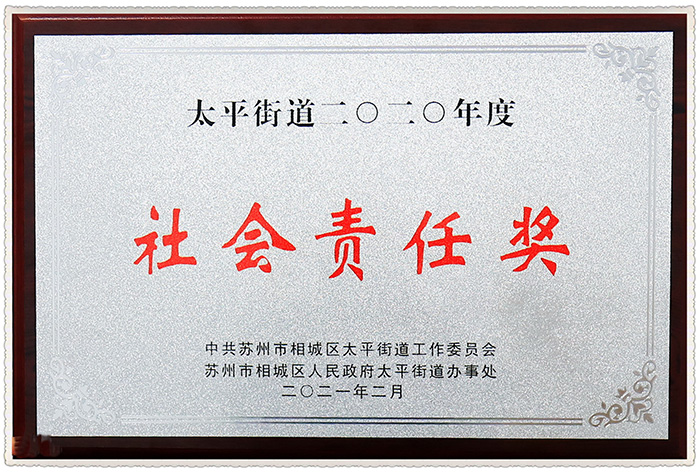 太平街道二〇二〇年度
社会责任奖
中共苏州市相城区太平街道工作委员会
苏州市相城区人民政府太平街道办事处
二〇二一年二月